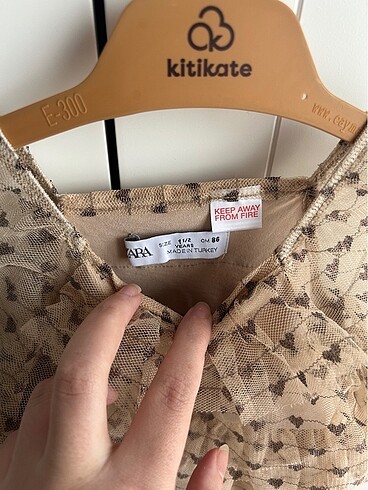 kitikate
E-300
KEEP AWAY
FROM FIRE
ZARA
SIZE 1 1/2 YEARS CM 86
MADE IN TURKEY